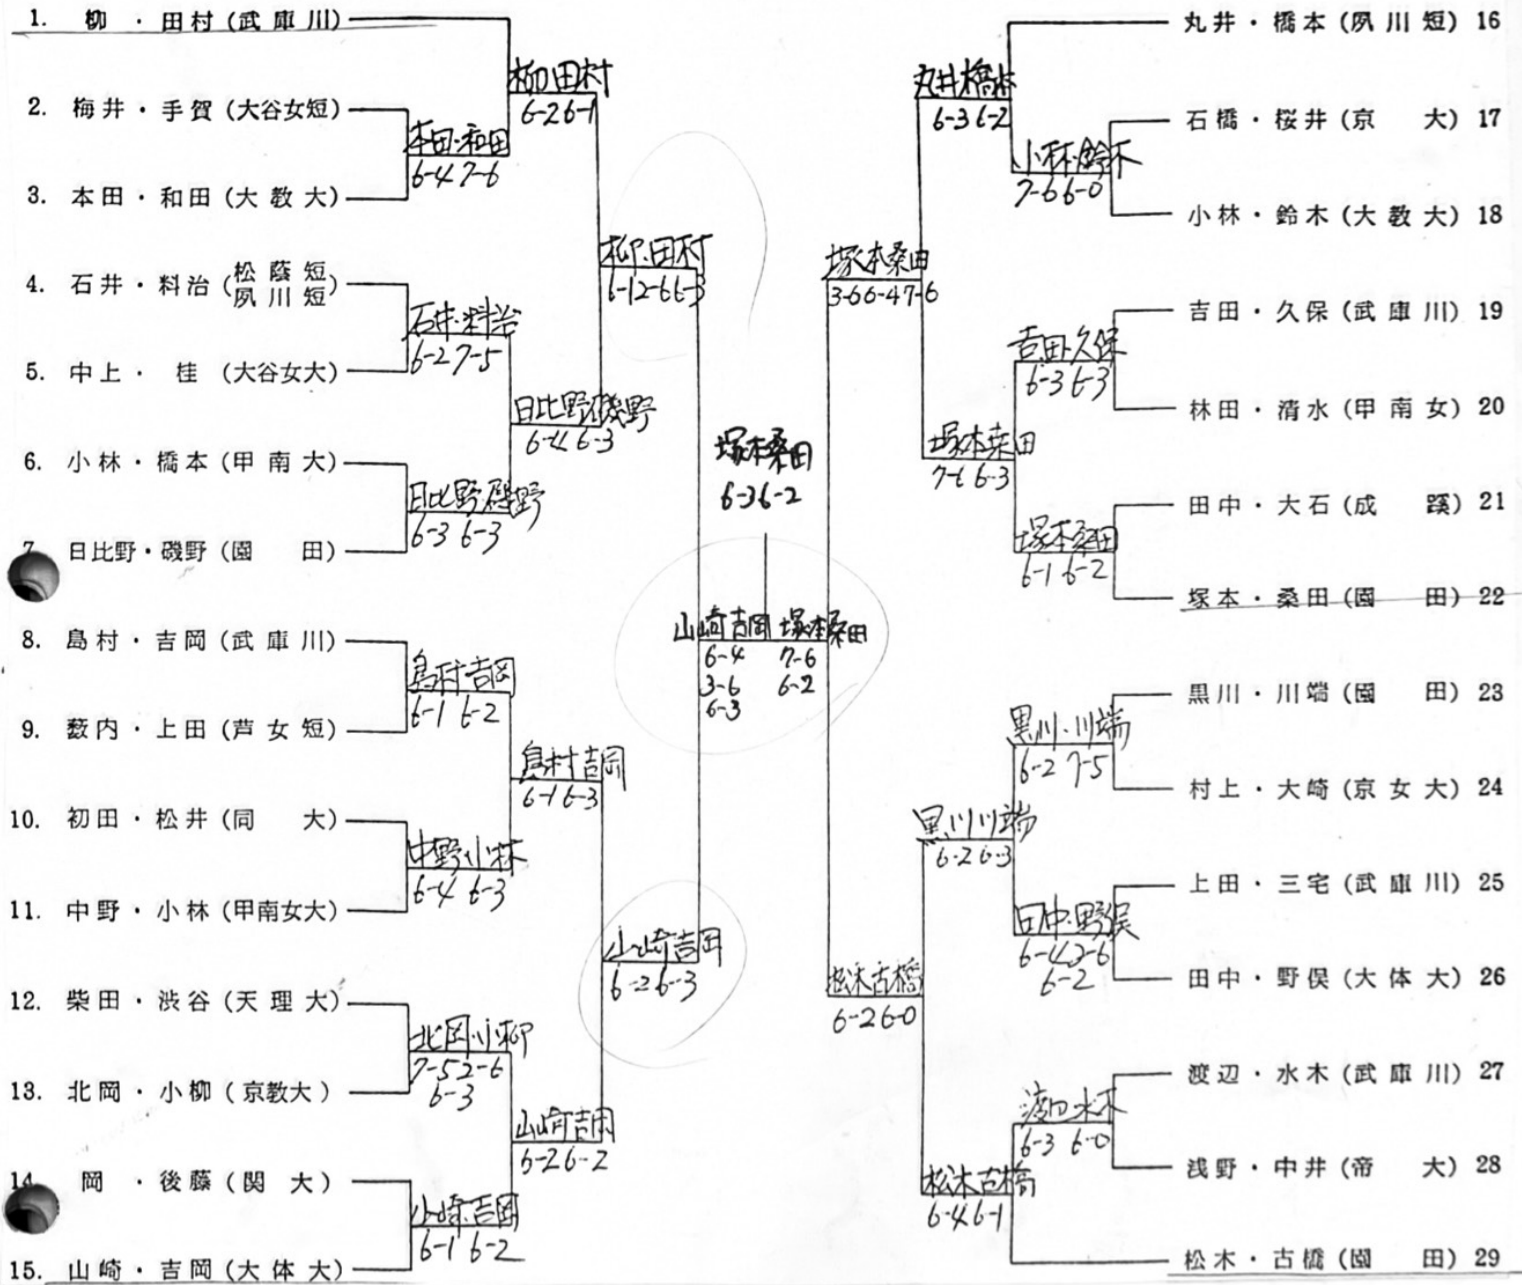 1. 柳 ・ 田村 (武庫川)
柳田村
6-2 6-1
2. 梅井・手賀 (大谷女短)
本田・和田
6-4 7-6
3. 本田・和田 (大教大)
柳・田村
6-1 2-6 6-3
4. 石井・料治 (松蔭短
夙川短)
石井・料治
6-2 7-5
5. 中上・ 桂 (大谷女大)
日比野・磯野
6-4 6-3
6. 小林・橋本 (甲南大)
日比野・磯野
6-3 6-3
7. 日比野・磯野 (園 田)
8. 島村・吉岡 (武庫川)
島村・吉岡
6-1 6-2
9. 薮内・上田 (芦女短)
島村吉岡
6-1 6-3
10. 初田・松井 (同 大)
中野・小林
6-4 6-3
11. 中野・小林 (甲南女大)
山崎吉岡
6-2 6-3
12. 柴田・渋谷 (天理大)
北岡・小柳
7-5 2-6
6-3
13. 北岡・小柳 (京教大)
山崎吉岡
6-2 6-2
14. 岡 ・後藤 (関大)
山崎・吉岡
6-1 6-2
15. 山崎・吉岡 (大体大)
塚本桑田
6-3 6-2
山崎吉岡
6-4
3-6
6-3
塚本桑田
7-6
6-2
丸井・橋本 (夙川短) 16
丸井橋本
6-3 6-2
石橋・桜井 (京 大) 17
小林・鈴木
7-6 6-0
小林・鈴木 (大教大) 18
塚本桑田
3-6 6-4 7-6
吉田・久保 (武庫川) 19
吉田・久保
6-3 6-3
林田・清水 (甲南女) 20
塚本桑田
6-3
田中・大石 (成 蹊) 21
塚本桑田
6-1 6-2
塚本・桑田 (園 田) 22
黒川・川端 (園 田) 23
黒川・川端
6-2 7-5
村上・大崎 (京女大) 24
黒川川端
6-2 6-3
上田・三宅 (武庫川) 25
田中・野俣
6-4 3-6
6-2
田中・野俣 (大体大) 26
松木古橋
6-2 6-0
渡辺・水木 (武庫川) 27
渡辺水木
6-3 6-0
浅野・中井 (帝 大) 28
松木古橋
6-4 6-1
松木・古橋 (園 田) 29